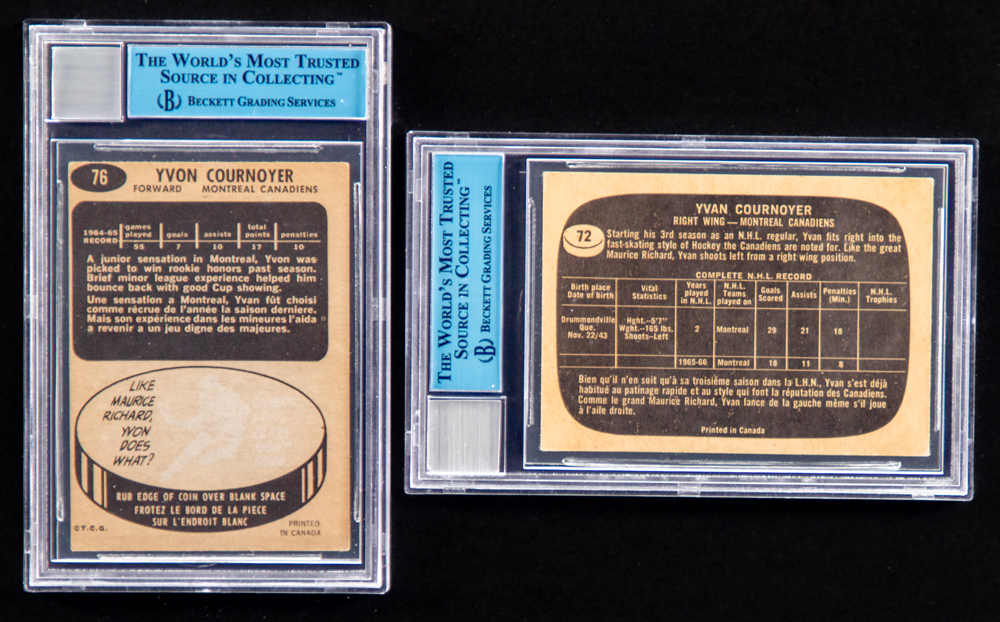 THE WORLD'S MOST TRUSTED
SOURCE IN COLLECTING™
B BECKETT GRADING SERVICES
76
YVON COURNOYER
FORWARD MONTREAL CANADIENS
1964-65 RECORD games played goals assists total points penalties
55 7 10 17 10
A junior sensation in Montreal, Yvon was
picked to win rookie honors past season.
Brief minor league experience helped him
bounce back with good Cup showing.
Une sensation a Montreal, Yvon fût choisi
comme récrue de l'année la saison derniere.
Mais son expérience dans les mineures l'aida
a revenir a un jeu digne des majeures.
LIKE
MAURICE
RICHARD,
YVON
DOES
WHAT?
RUB EDGE OF COIN OVER BLANK SPACE
FROTEZ LE BORD DE LA PIECE
SUR L'ENDROIT BLANC
©T.C.G.
PRINTED
IN CANADA
THE WORLD'S MOST TRUSTED
SOURCE IN COLLECTING™
B BECKETT GRADING SERVICES
YVAN COURNOYER
RIGHT WING — MONTREAL CANADIENS
72
Starting his 3rd season as an N.H.L. regular, Yvan fits right into the
fast-skating style of Hockey the Canadiens are noted for. Like the great
Maurice Richard, Yvan shoots left from a right wing position.
COMPLETE N.H.L. RECORD
Birth place Date of birth Vital Statistics Years played in N.H.L. N.H.L. Teams played on Goals Scored Assists Penalties (Min.) N.H.L. Trophies
Drummondville Que. Nov. 22/43 Hght.--5'7" Wght.--165 lbs. Shoots--Left 2 Montreal 29 21 18
1965-66 Montreal 18 11 8
Bien qu'il n'en soit qu'à sa troisième saison dans la L.H.N., Yvan s'est déjà
habitué au patinage rapide et au style qui font la réputation des Canadiens.
Comme le grand Maurice Richard, Yvan lance de la gauche même s'il joue
à l'aile droite.
Printed in Canada